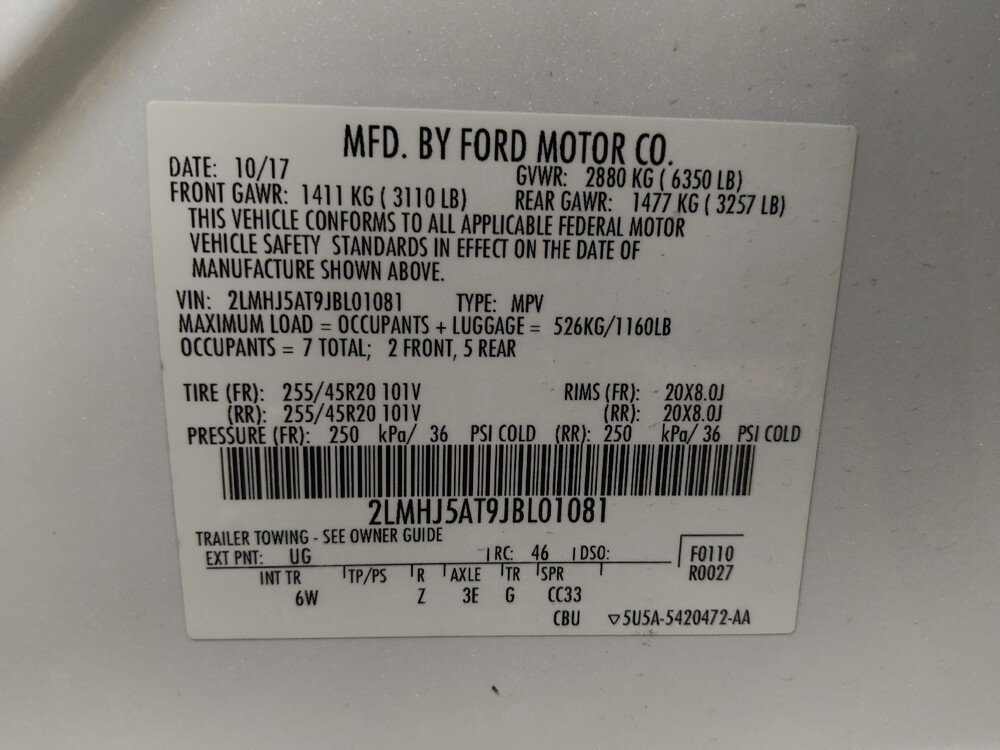 MFD. BY FORD MOTOR CO.
DATE: 10/17 GVWR: 2880 KG ( 6350 LB)
FRONT GAWR: 1411 KG ( 3110 LB) REAR GAWR: 1477 KG ( 3257 LB)
THIS VEHICLE CONFORMS TO ALL APPLICABLE FEDERAL MOTOR
VEHICLE SAFETY STANDARDS IN EFFECT ON THE DATE OF
MANUFACTURE SHOWN ABOVE.
VIN: 2LMHJ5AT9JBL01081 TYPE: MPV
MAXIMUM LOAD = OCCUPANTS + LUGGAGE = 526KG/1160LB
OCCUPANTS = 7 TOTAL; 2 FRONT, 5 REAR
TIRE (FR): 255/45R20 101V RIMS (FR): 20X8.0J
(RR): 255/45R20 101V (RR): 20X8.0J
PRESSURE (FR): 250 kPa/ 36 PSI COLD (RR): 250 kPa/ 36 PSI COLD
2LMHJ5AT9JBL01081
TRAILER TOWING - SEE OWNER GUIDE
EXT PNT: UG RC: 46 DSO: F0110
R0027
INT TR TP/PS R AXLE TR SPR
6W Z 3E G CC33
CBU ▽5U5A-5420472-AA